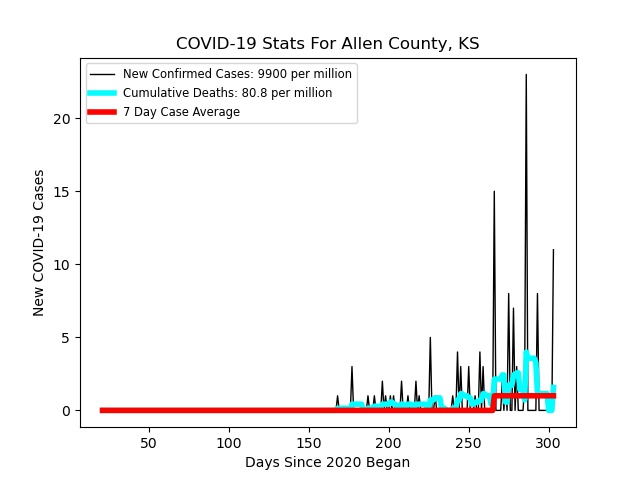 COVID-19 Stats For Allen County, KS
New Confirmed Cases: 9900 per million
Cumulative Deaths: 80.8 per million
7 Day Case Average
New COVID-19 Cases
20
15
10
5
0
50 100 150 200 250 300
Days Since 2020 Began